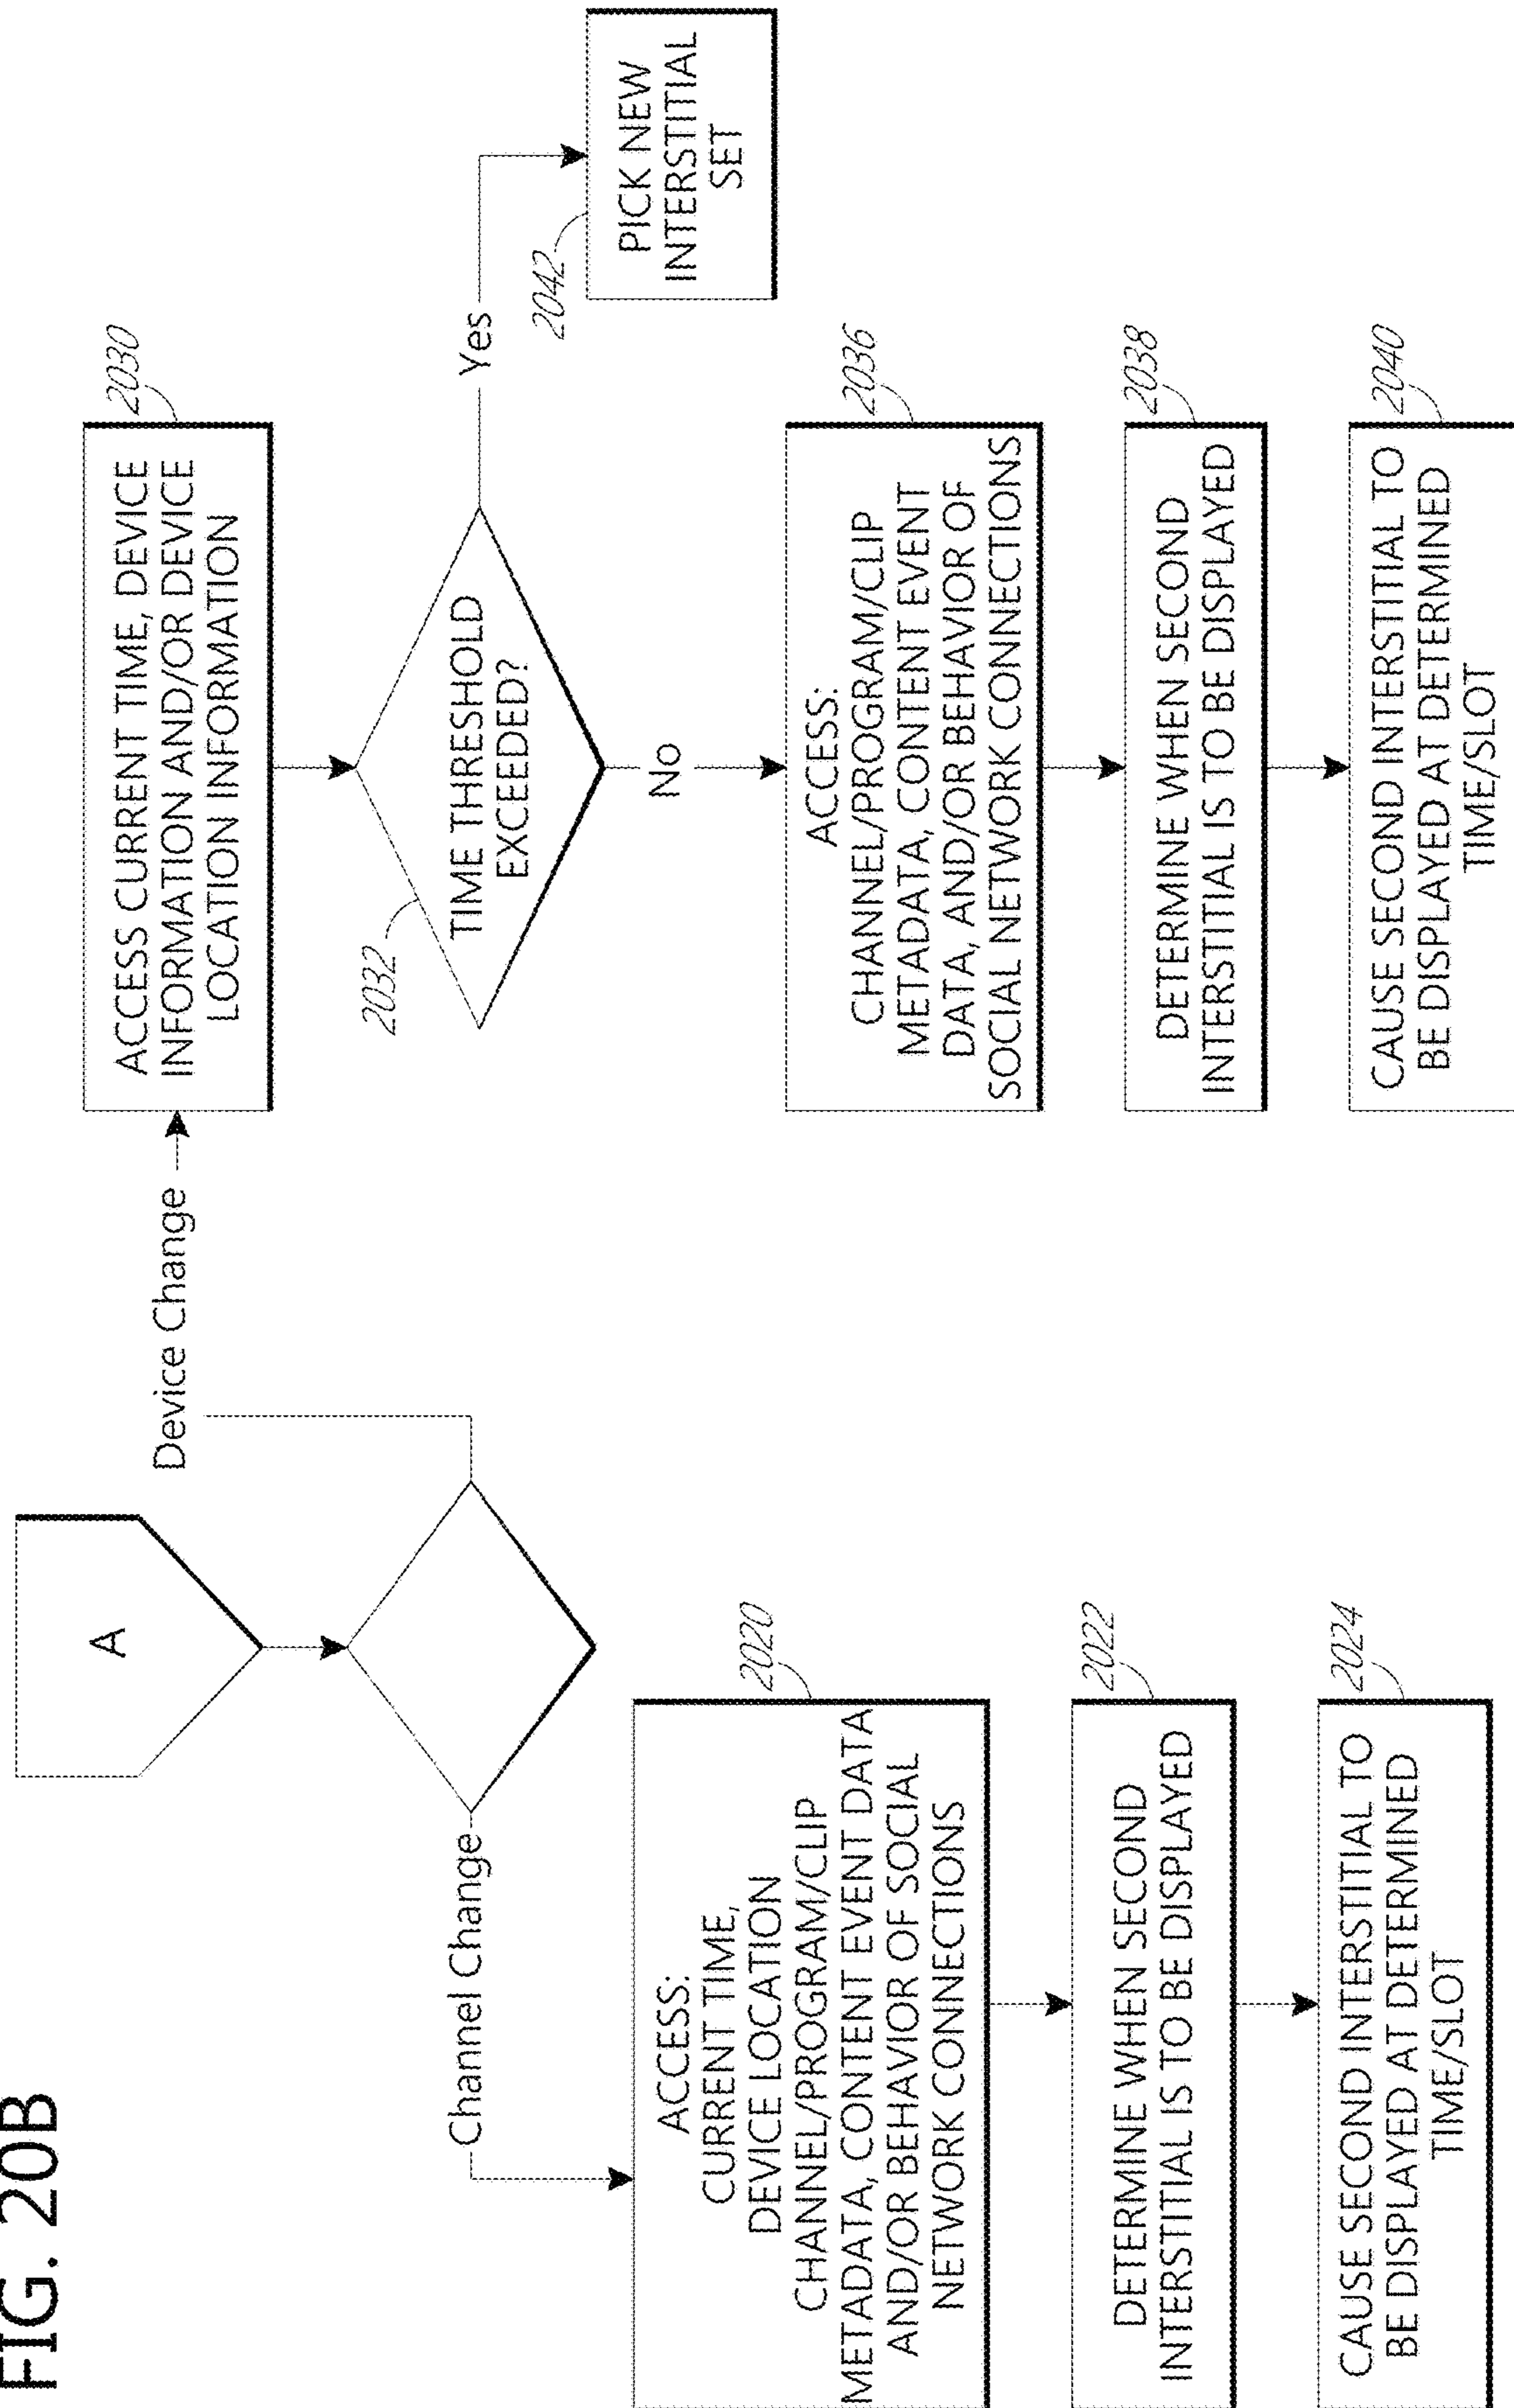 FIG. 20B
A
Channel Change
Device Change
2020
ACCESS:
CURRENT TIME,
DEVICE LOCATION
CHANNEL/PROGRAM/CLIP
METADATA, CONTENT EVENT DATA
AND/OR BEHAVIOR OF SOCIAL
NETWORK CONNECTIONS
2022
DETERMINE WHEN SECOND
INTERSTITIAL IS TO BE DISPLAYED
2024
CAUSE SECOND INTERSTITIAL TO
BE DISPLAYED AT DETERMINED
TIME/SLOT
2030
ACCESS CURRENT TIME, DEVICE
INFORMATION AND/OR DEVICE
LOCATION INFORMATION
2032
TIME THRESHOLD
EXCEEDED?
Yes
2042
PICK NEW
INTERSTITIAL
SET
No
2036
ACCESS:
CHANNEL/PROGRAM/CLIP
METADATA, CONTENT EVENT
DATA, AND/OR BEHAVIOR OF
SOCIAL NETWORK CONNECTIONS
2038
DETERMINE WHEN SECOND
INTERSTITIAL IS TO BE DISPLAYED
2040
CAUSE SECOND INTERSTITIAL TO
BE DISPLAYED AT DETERMINED
TIME/SLOT